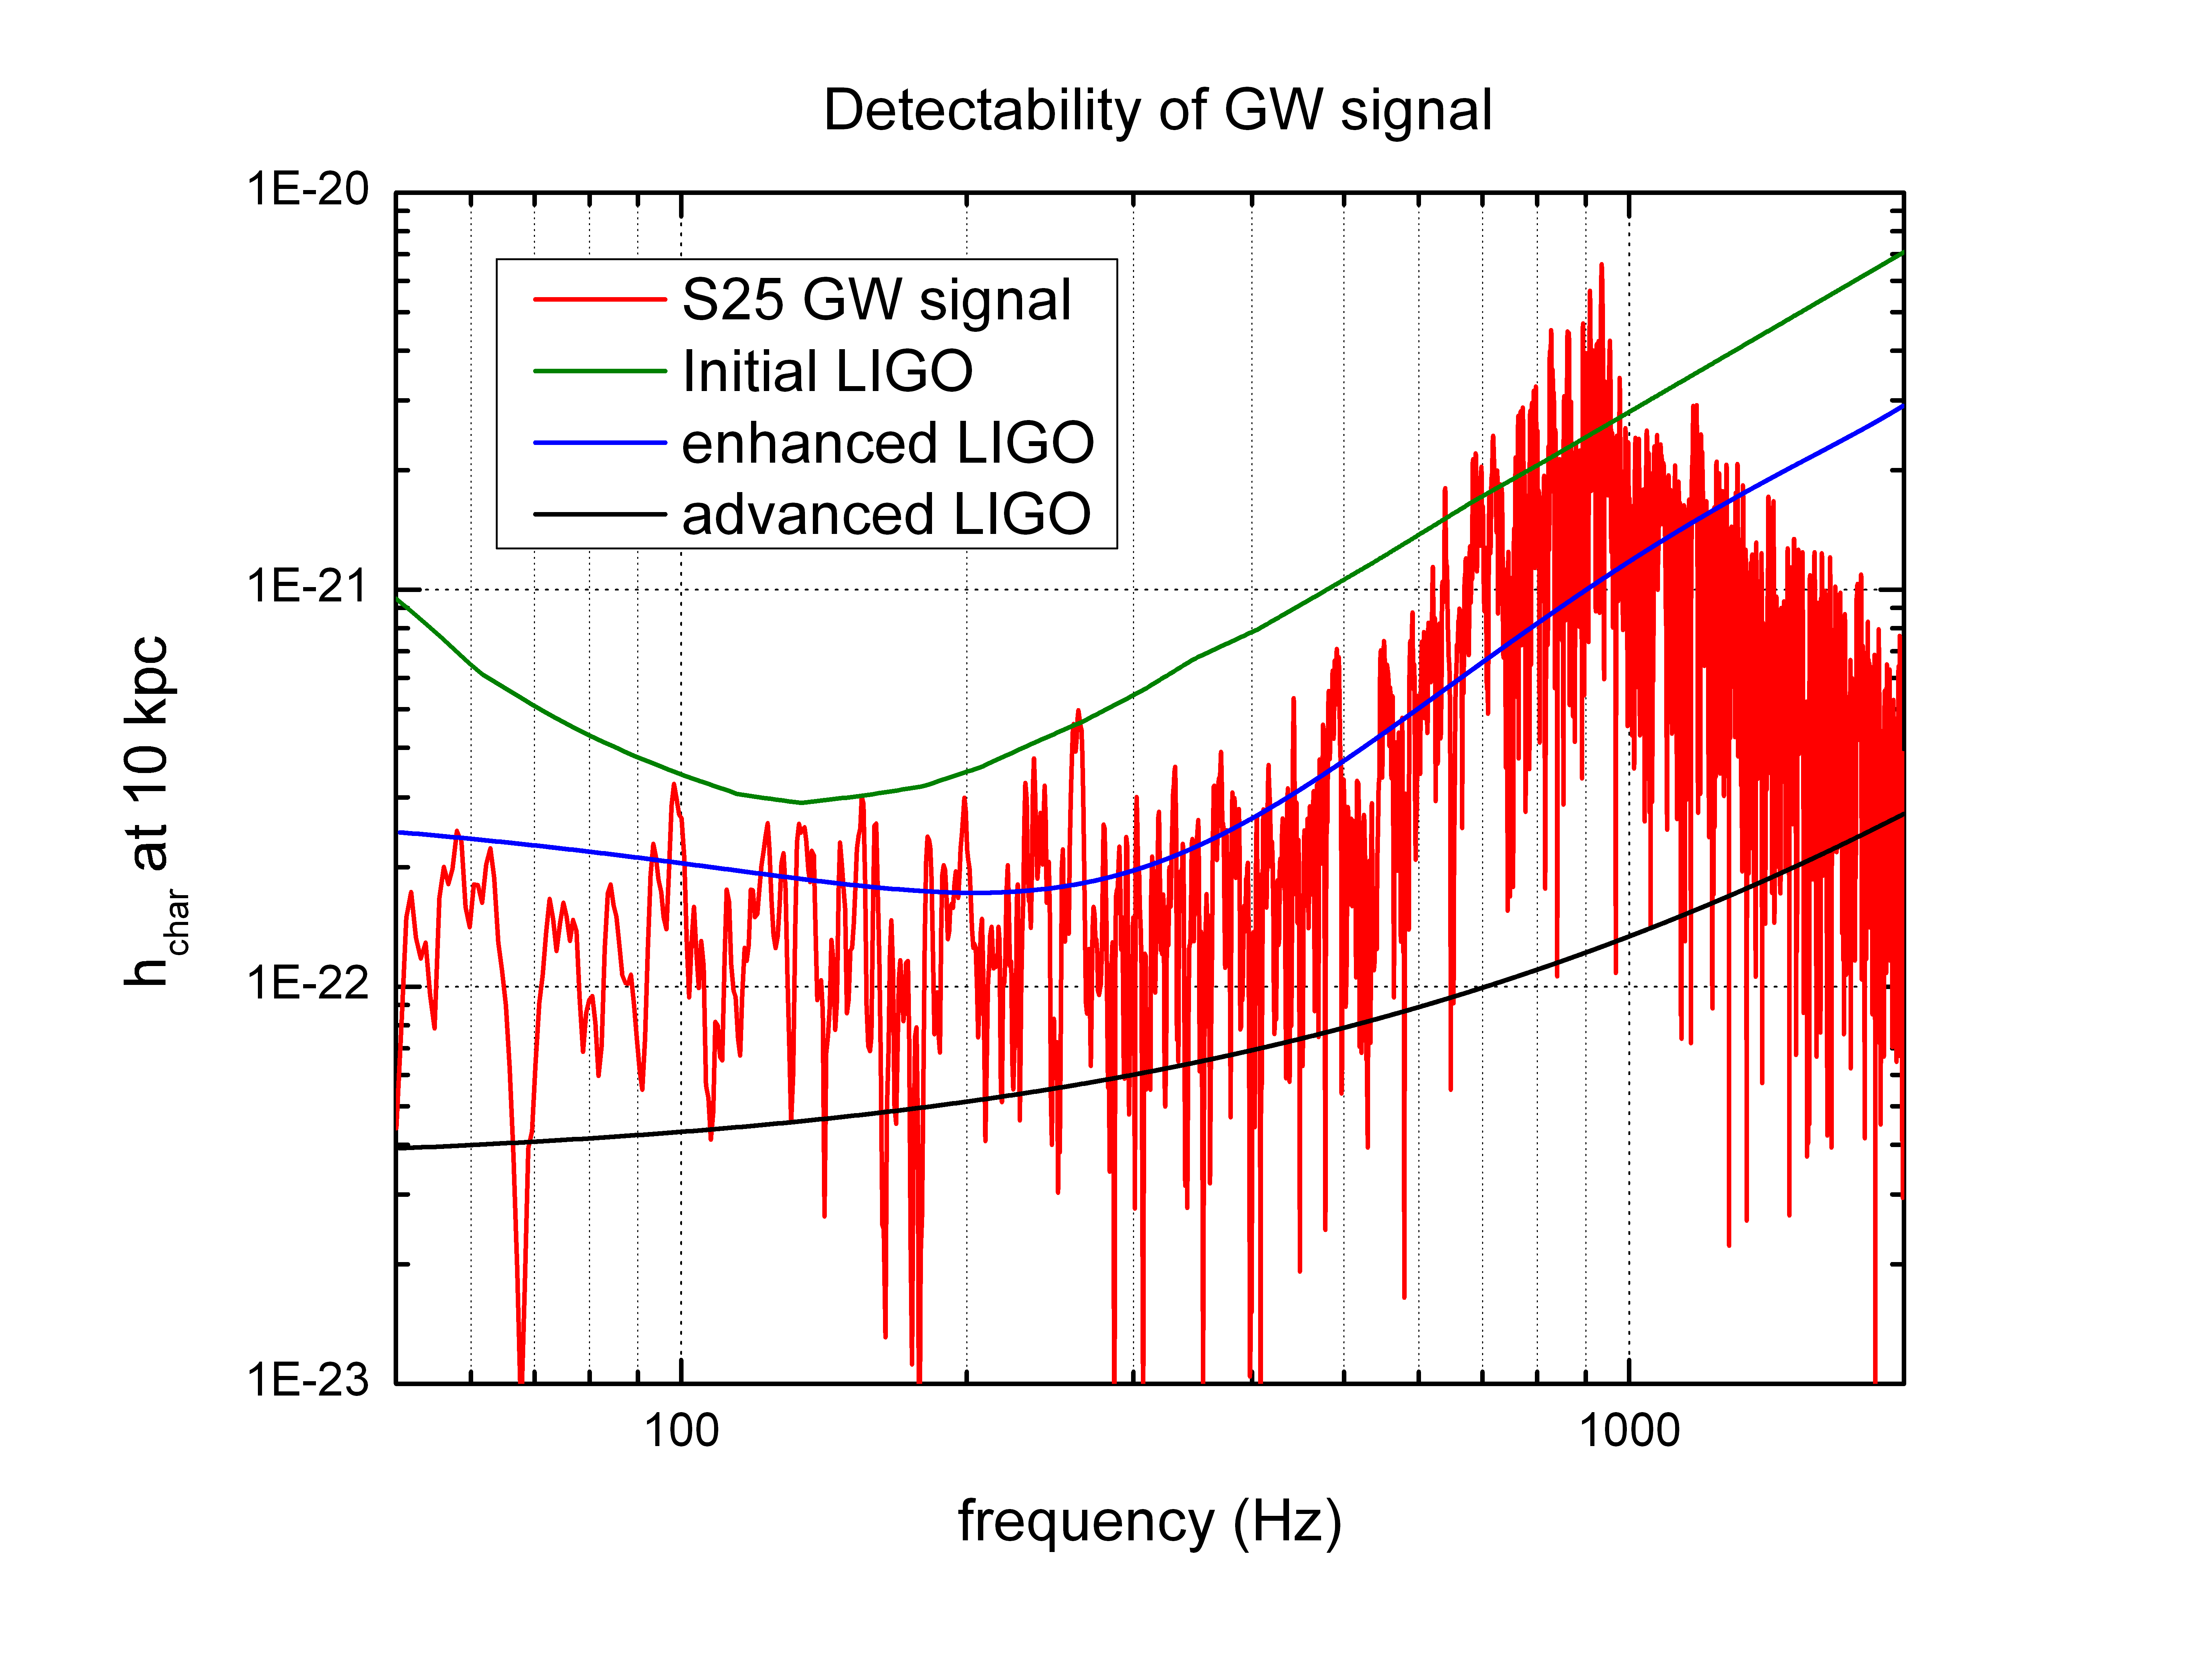 Detectability of GW signal
1E-20
S25 GW signal
Initial LIGO
enhanced LIGO
advanced LIGO
1E-21
h_char at 10 kpc
1E-22
1E-23
100
1000
frequency (Hz)